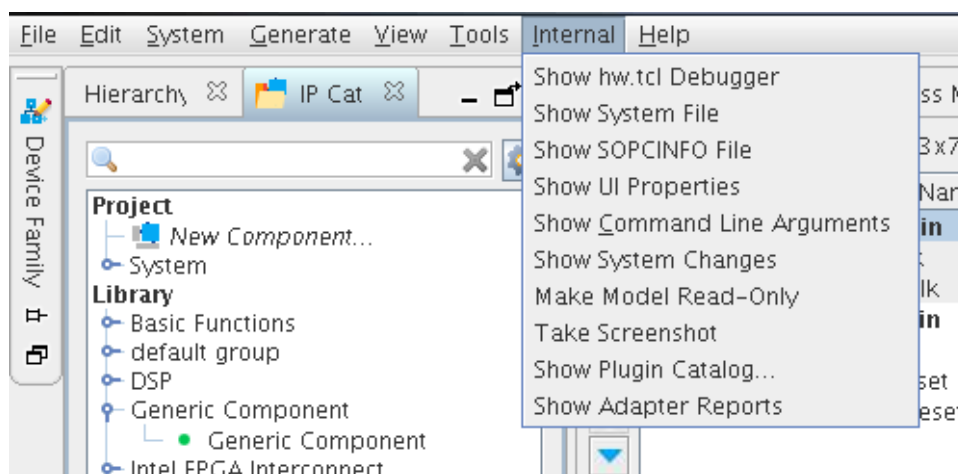 File Edit System Generate View Tools Internal Help
Hierarchy IP Cat
Device Family
Project
New Component...
System
Library
Basic Functions
default group
DSP
Generic Component
Generic Component
Intel FPGA Interconnect
Show hw.tcl Debugger
Show System File
Show SOPCINFO File
Show UI Properties
Show Command Line Arguments
Show System Changes
Make Model Read-Only
Take Screenshot
Show Plugin Catalog...
Show Adapter Reports